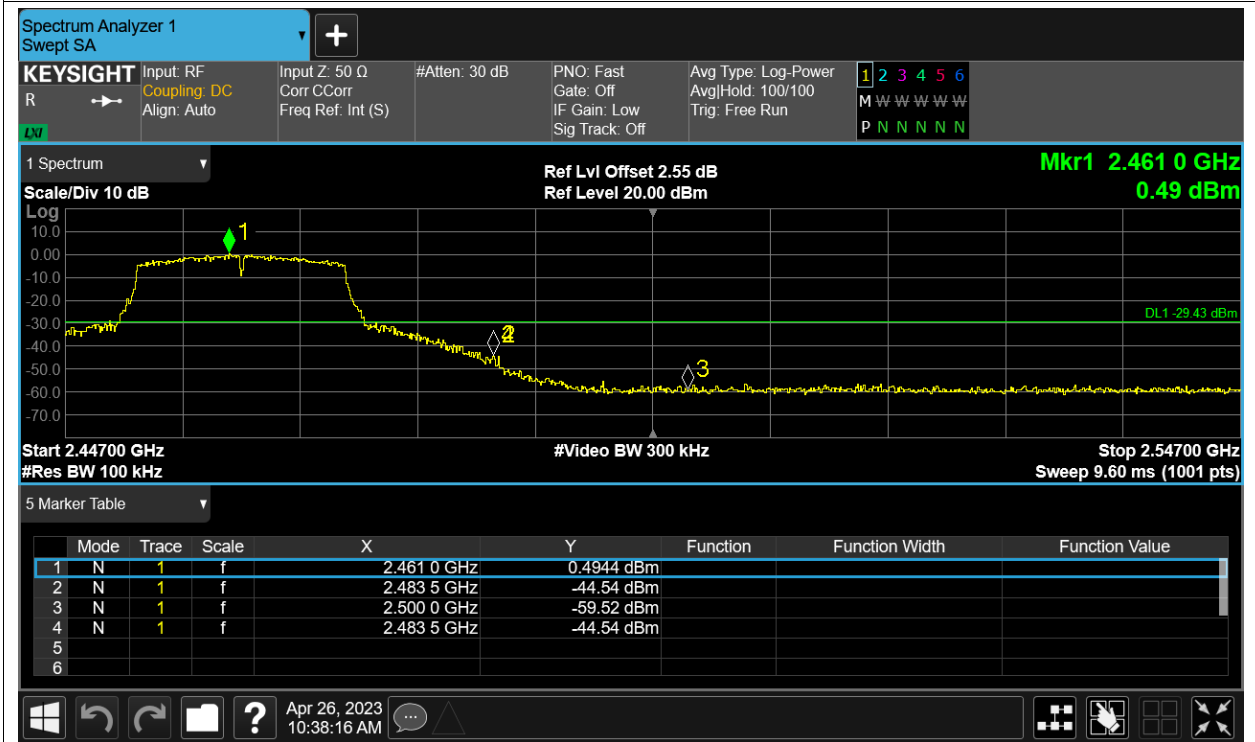 Spectrum Analyzer 1
Swept SA
+
KEYSIGHT Input: RF Input Z: 50 Ω #Atten: 30 dB PNO: Fast Avg Type: Log-Power 1 2 3 4 5 6
R Coupling: DC Corr CCorr Gate: Off Avg|Hold: 100/100 M W W W W W
Align: Auto Freq Ref: Int (S) IF Gain: Low Trig: Free Run
LXI Sig Track: Off P N N N N N
1 Spectrum Ref Lvl Offset 2.55 dB Mkr1 2.461 0 GHz
Scale/Div 10 dB Ref Level 20.00 dBm 0.49 dBm
Log
10.0
1
0.00
-10.0
-20.0
DL1 -29.43 dBm
-30.0
-40.0
-50.0
3
-60.0
-70.0
Start 2.44700 GHz #Video BW 300 kHz Stop 2.54700 GHz
#Res BW 100 kHz Sweep 9.60 ms (1001 pts)
5 Marker Table
Mode Trace Scale X Y Function Function Width Function Value
1 N 1 f 2.461 0 GHz 0.4944 dBm
2 N 1 f 2.483 5 GHz -44.54 dBm
3 N 1 f 2.500 0 GHz -59.52 dBm
4 N 1 f 2.483 5 GHz -44.54 dBm
5
6
? Apr 26, 2023
10:38:16 AM